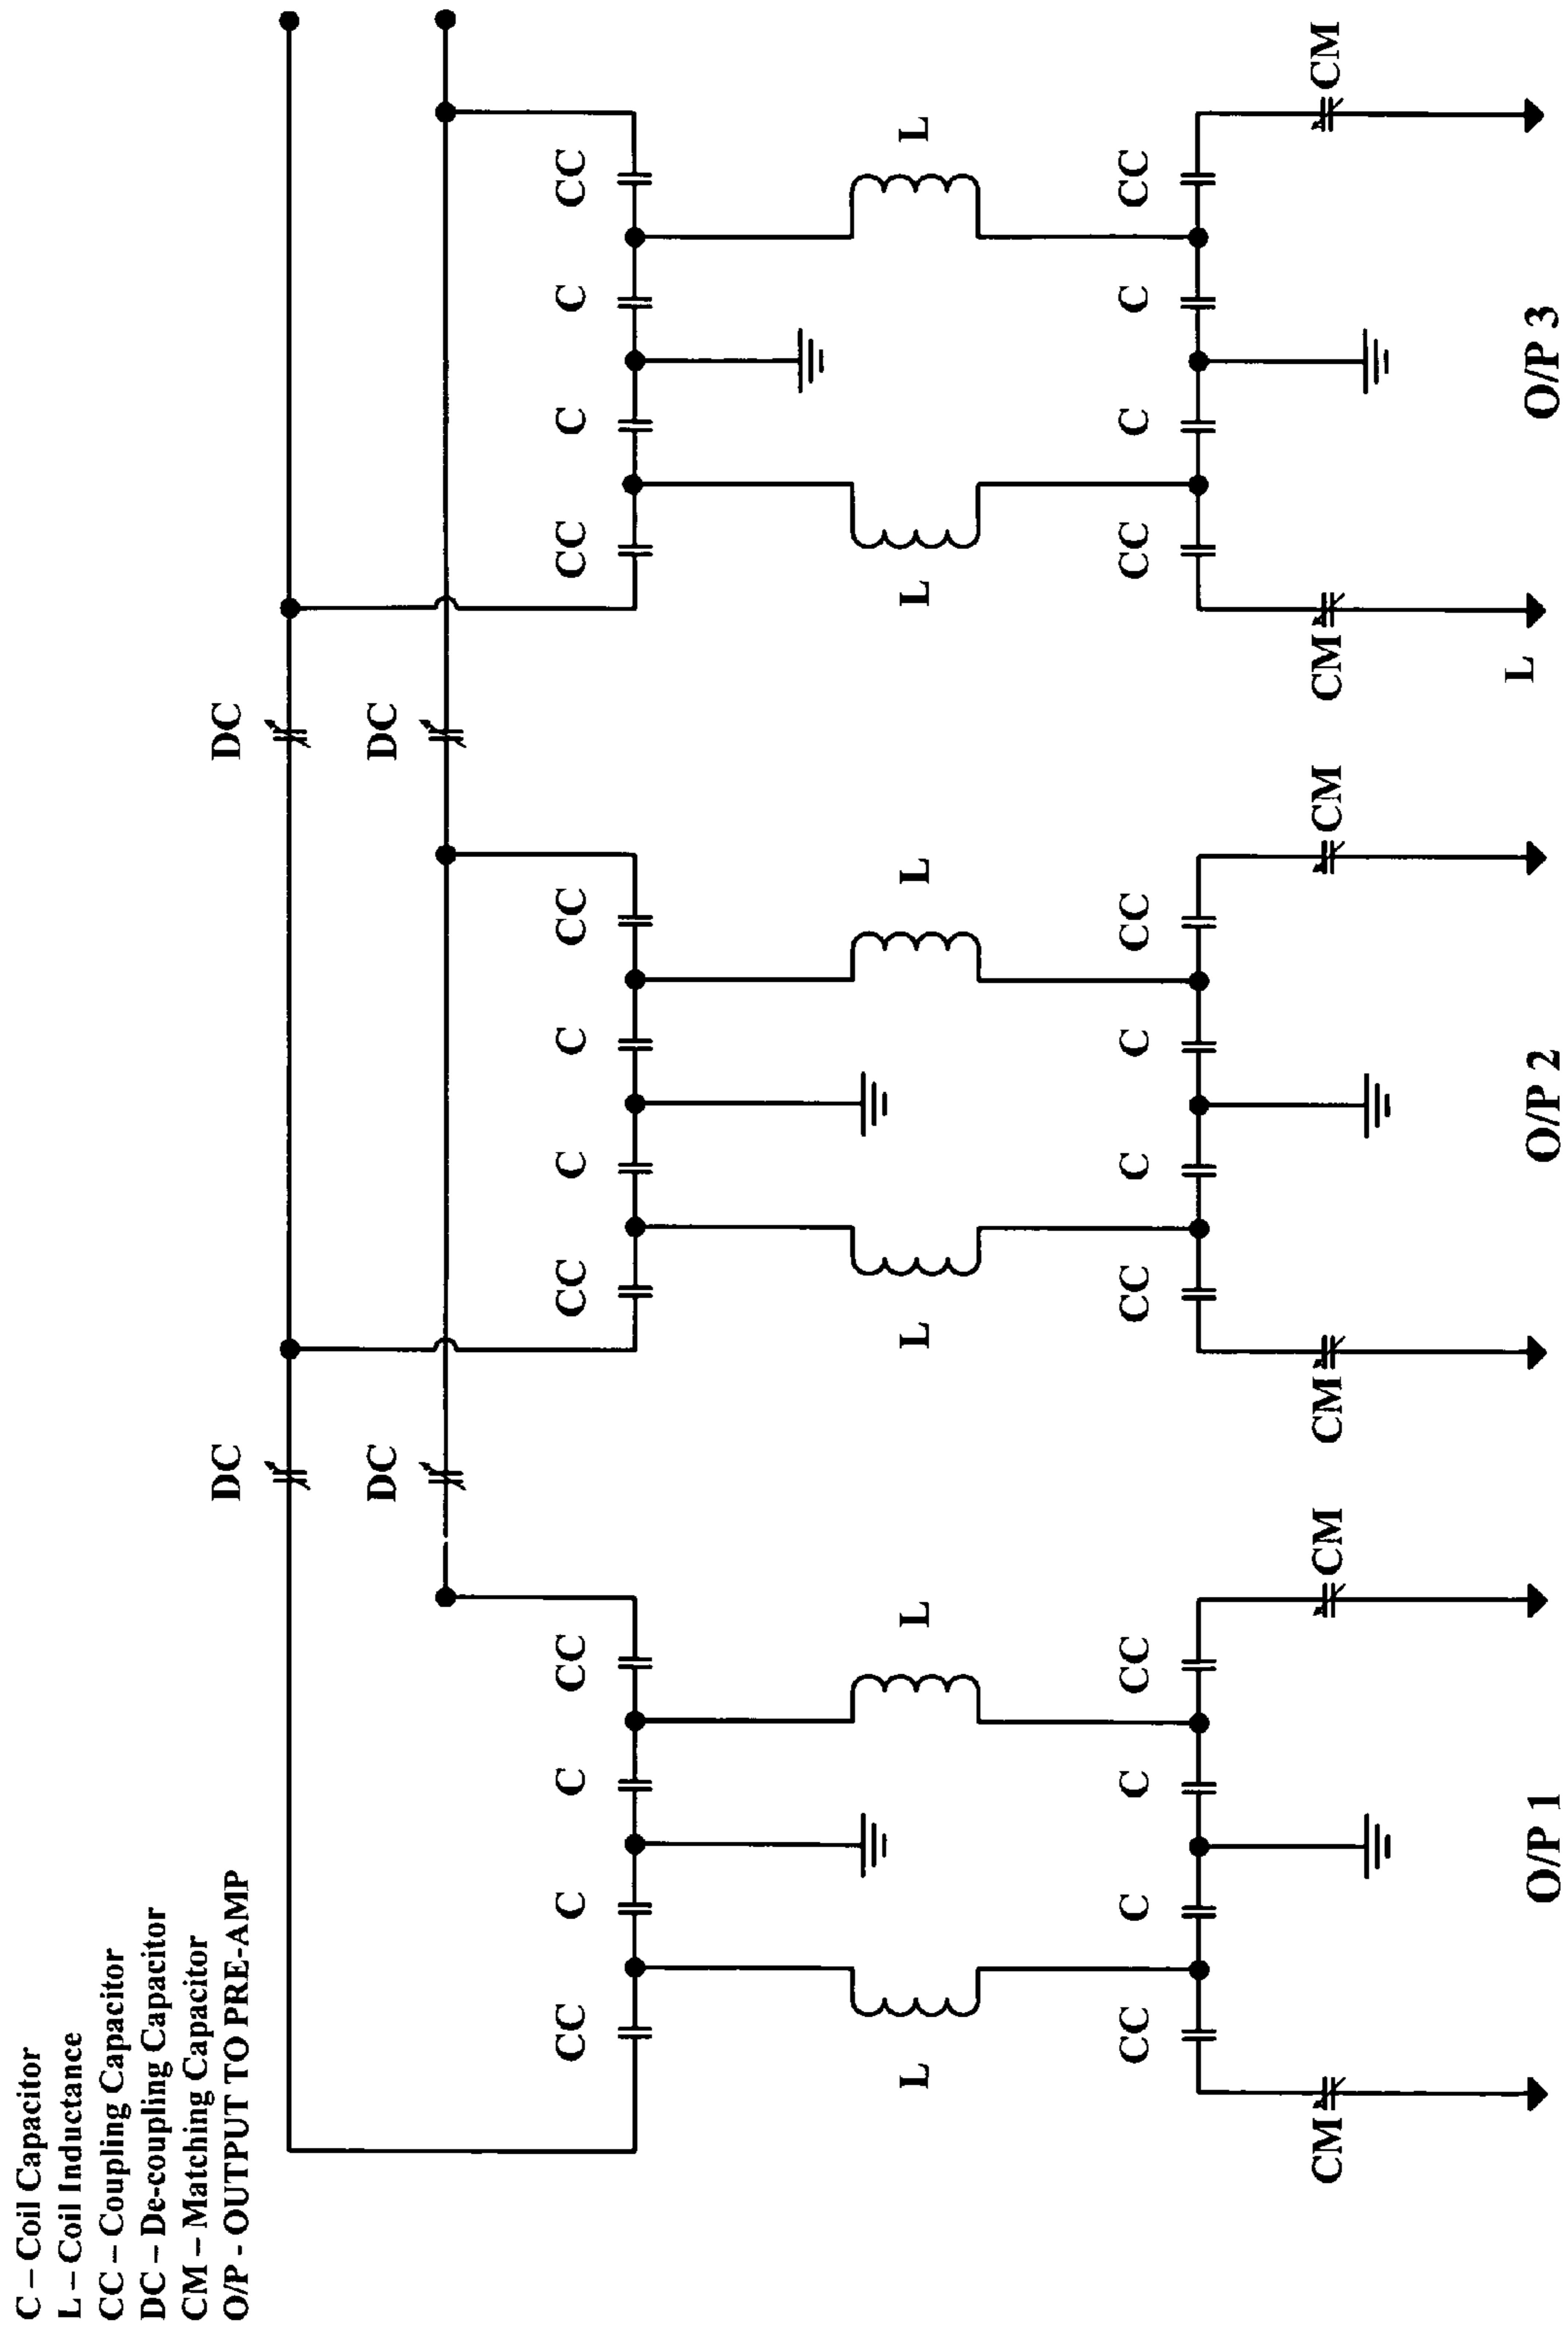 C – Coil Capacitor
L – Coil Inductance
CC – Coupling Capacitor
DC – De-coupling Capacitor
CM – Matching Capacitor
O/P - OUTPUT TO PRE-AMP
DC DC
DC DC
CC C C CC CC C C CC CC C C CC
L L L L L L
CC C C CC CC C C CC CC C C CC
CM CM CM CM CM CM
L
O/P 1 O/P 2 O/P 3